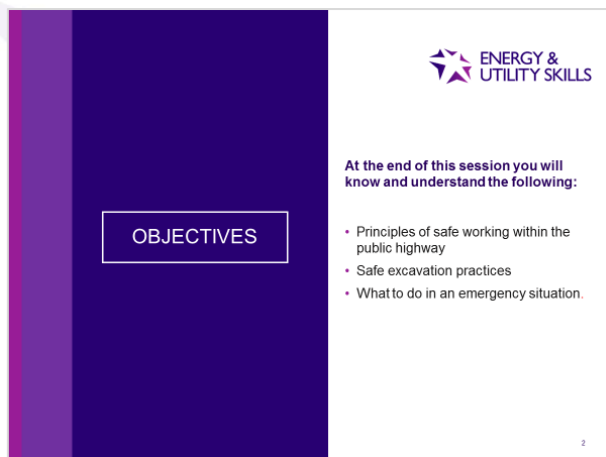 ENERGY &
UTILITY SKILLS
At the end of this session you will
know and understand the following:
OBJECTIVES
• Principles of safe working within the
public highway
• Safe excavation practices
• What to do in an emergency situation.
2